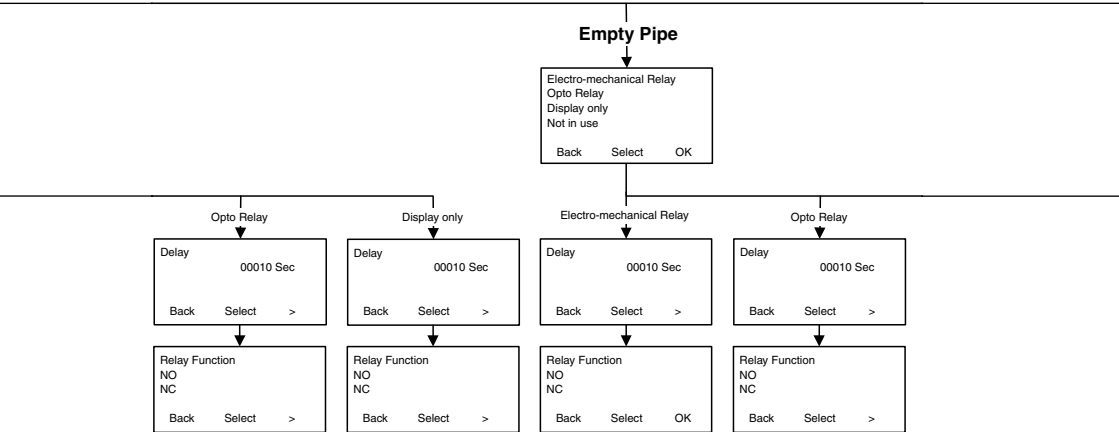 Empty Pipe
Electro-mechanical Relay
Opto Relay
Display only
Not in use
Back Select OK
Opto Relay
Display only
Electro-mechanical Relay
Opto Relay
Delay
00010 Sec
Back Select >
Delay
00010 Sec
Back Select >
Delay
00010 Sec
Back Select >
Delay
00010 Sec
Back Select >
Relay Function
NO
NC
Back Select >
Relay Function
NO
NC
Back Select >
Relay Function
NO
NC
Back Select OK
Relay Function
NO
NC
Back Select >